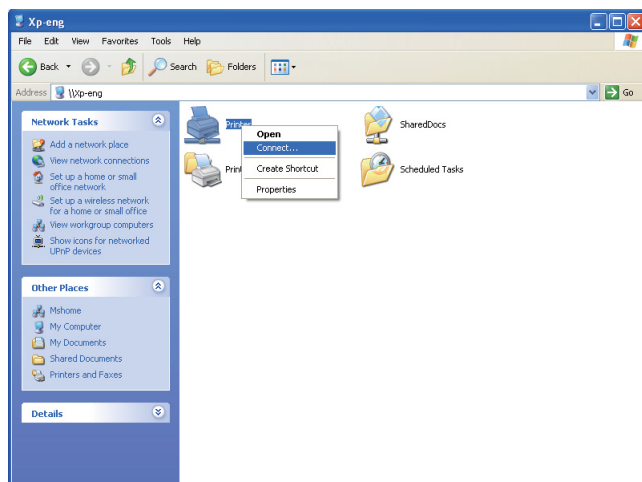 Xp-eng
File Edit View Favorites Tools Help
Back Search Folders
Address \\Xp-eng Go
Network Tasks
Add a network place
View network connections
Set up a home or small
office network
Set up a wireless network
for a home or small office
View workgroup computers
Show icons for networked
UPnP devices
Other Places
Mshome
My Computer
My Documents
Shared Documents
Printers and Faxes
Details
Printer
Open
Connect...
Create Shortcut
Properties
SharedDocs
Scheduled Tasks